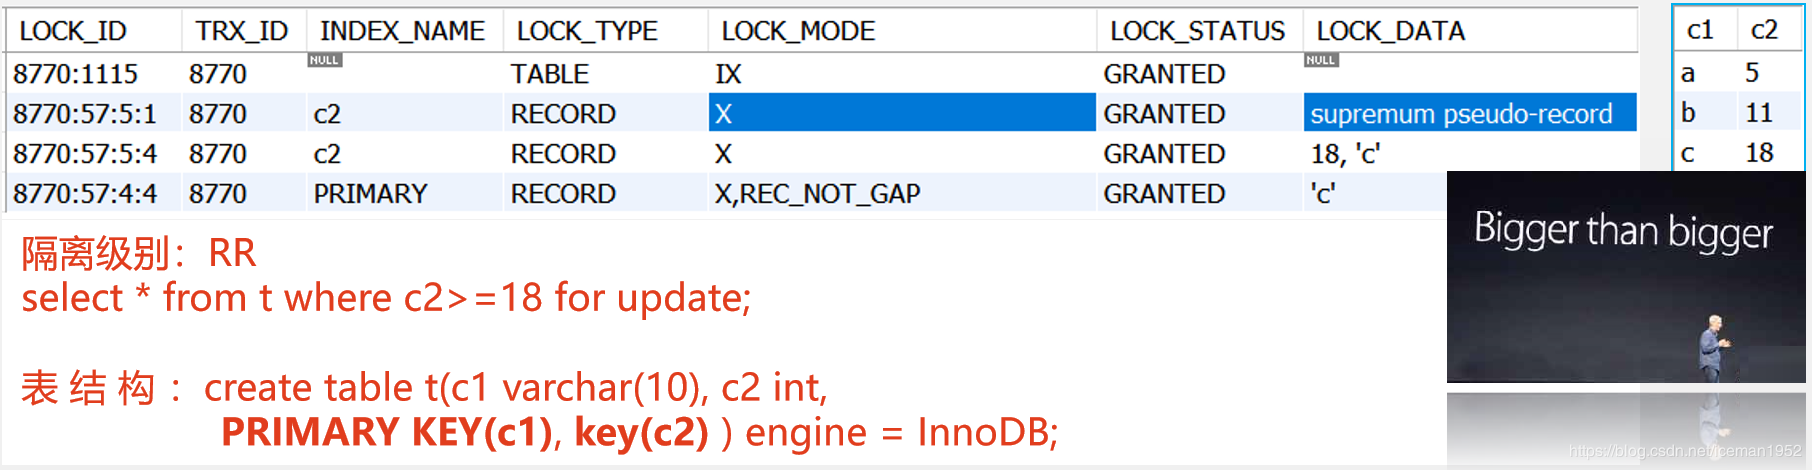 LOCK_ID TRX_ID INDEX_NAME LOCK_TYPE LOCK_MODE LOCK_STATUS LOCK_DATA
8770:1115 8770 NULL TABLE IX GRANTED NULL
8770:57:5:1 8770 c2 RECORD X GRANTED supremum pseudo-record
8770:57:5:4 8770 c2 RECORD X GRANTED 18, 'c'
8770:57:4:4 8770 PRIMARY RECORD X,REC_NOT_GAP GRANTED 'c'
c1 c2
a 5
b 11
c 18
Bigger than bigger
隔离级别：RR
select * from t where c2>=18 for update;
表 结 构 ：create table t(c1 varchar(10), c2 int,
PRIMARY KEY(c1), key(c2) ) engine = InnoDB;
https://blog.csdn.net/iceman1952